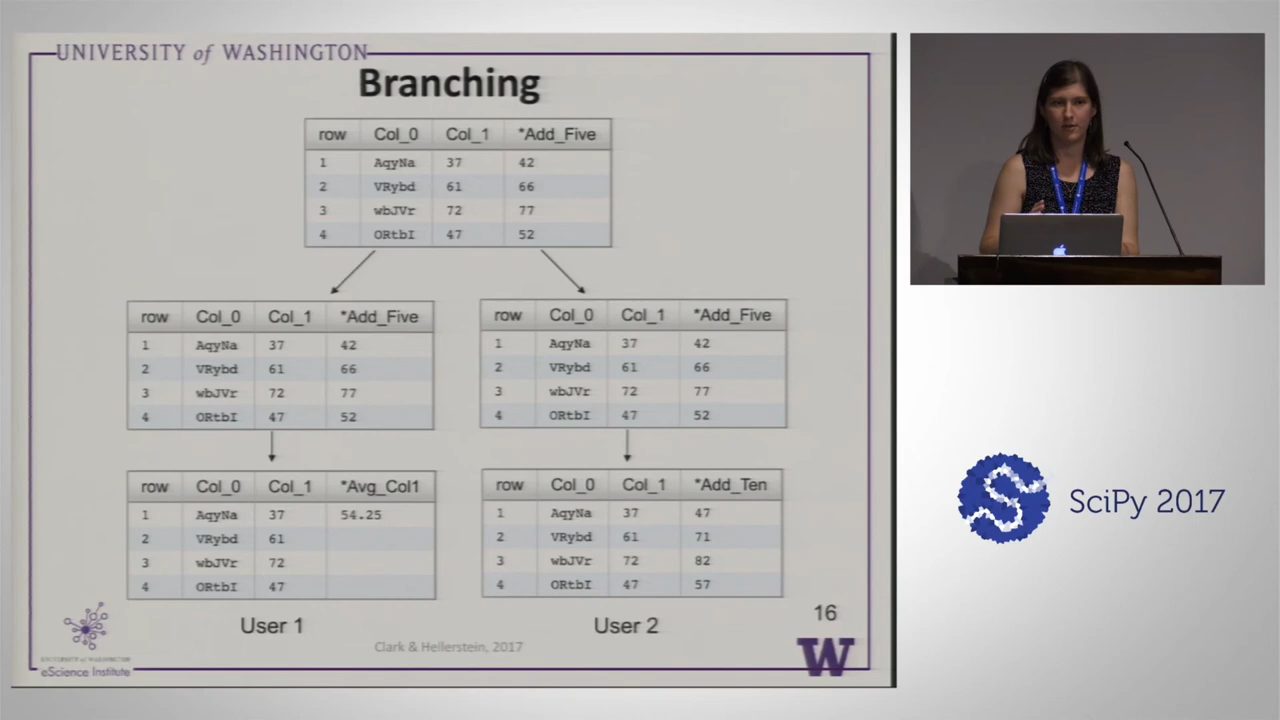 UNIVERSITY of WASHINGTON
Branching
row Col_0 Col_1 *Add_Five
1 AqyNa 37 42
2 VRybd 61 66
3 wbJVr 72 77
4 ORtbI 47 52
row Col_0 Col_1 *Add_Five
1 AqyNa 37 42
2 VRybd 61 66
3 wbJVr 72 77
4 ORtbI 47 52
row Col_0 Col_1 *Add_Five
1 AqyNa 37 42
2 VRybd 61 66
3 wbJVr 72 77
4 ORtbI 47 52
row Col_0 Col_1 *Avg_Col1
1 AqyNa 37 54.25
2 VRybd 61
3 wbJVr 72
4 ORtbI 47
row Col_0 Col_1 *Add_Ten
1 AqyNa 37 47
2 VRybd 61 71
3 wbJVr 72 82
4 ORtbI 47 57
User 1
User 2
16
Clark & Hellerstein, 2017
UNIVERSITY OF WASHINGTON
eScience Institute
W
S
SciPy 2017